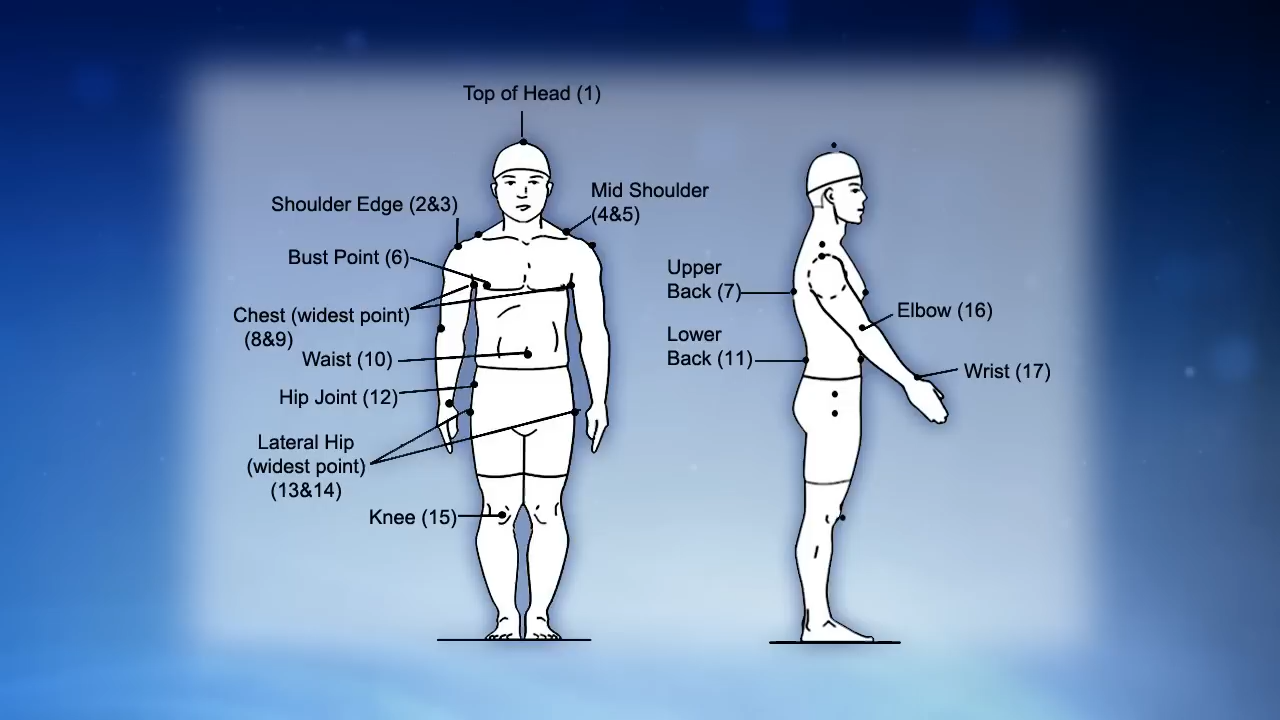 Top of Head (1)
Shoulder Edge (2&3)
Mid Shoulder
(4&5)
Bust Point (6)
Chest (widest point)
(8&9)
Waist (10)
Hip Joint (12)
Lateral Hip
(widest point)
(13&14)
Knee (15)
Upper
Back (7)
Lower
Back (11)
Elbow (16)
Wrist (17)